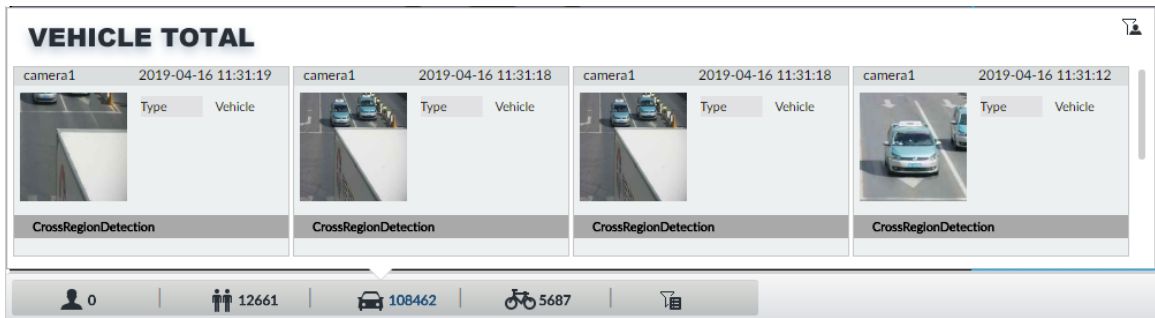 VEHICLE TOTAL
camera1 2019-04-16 11:31:19
Type Vehicle
CrossRegionDetection
camera1 2019-04-16 11:31:18
Type Vehicle
CrossRegionDetection
camera1 2019-04-16 11:31:18
Type Vehicle
CrossRegionDetection
camera1 2019-04-16 11:31:12
Type Vehicle
CrossRegionDetection
0 | 12661 | 108462 | 5687 |